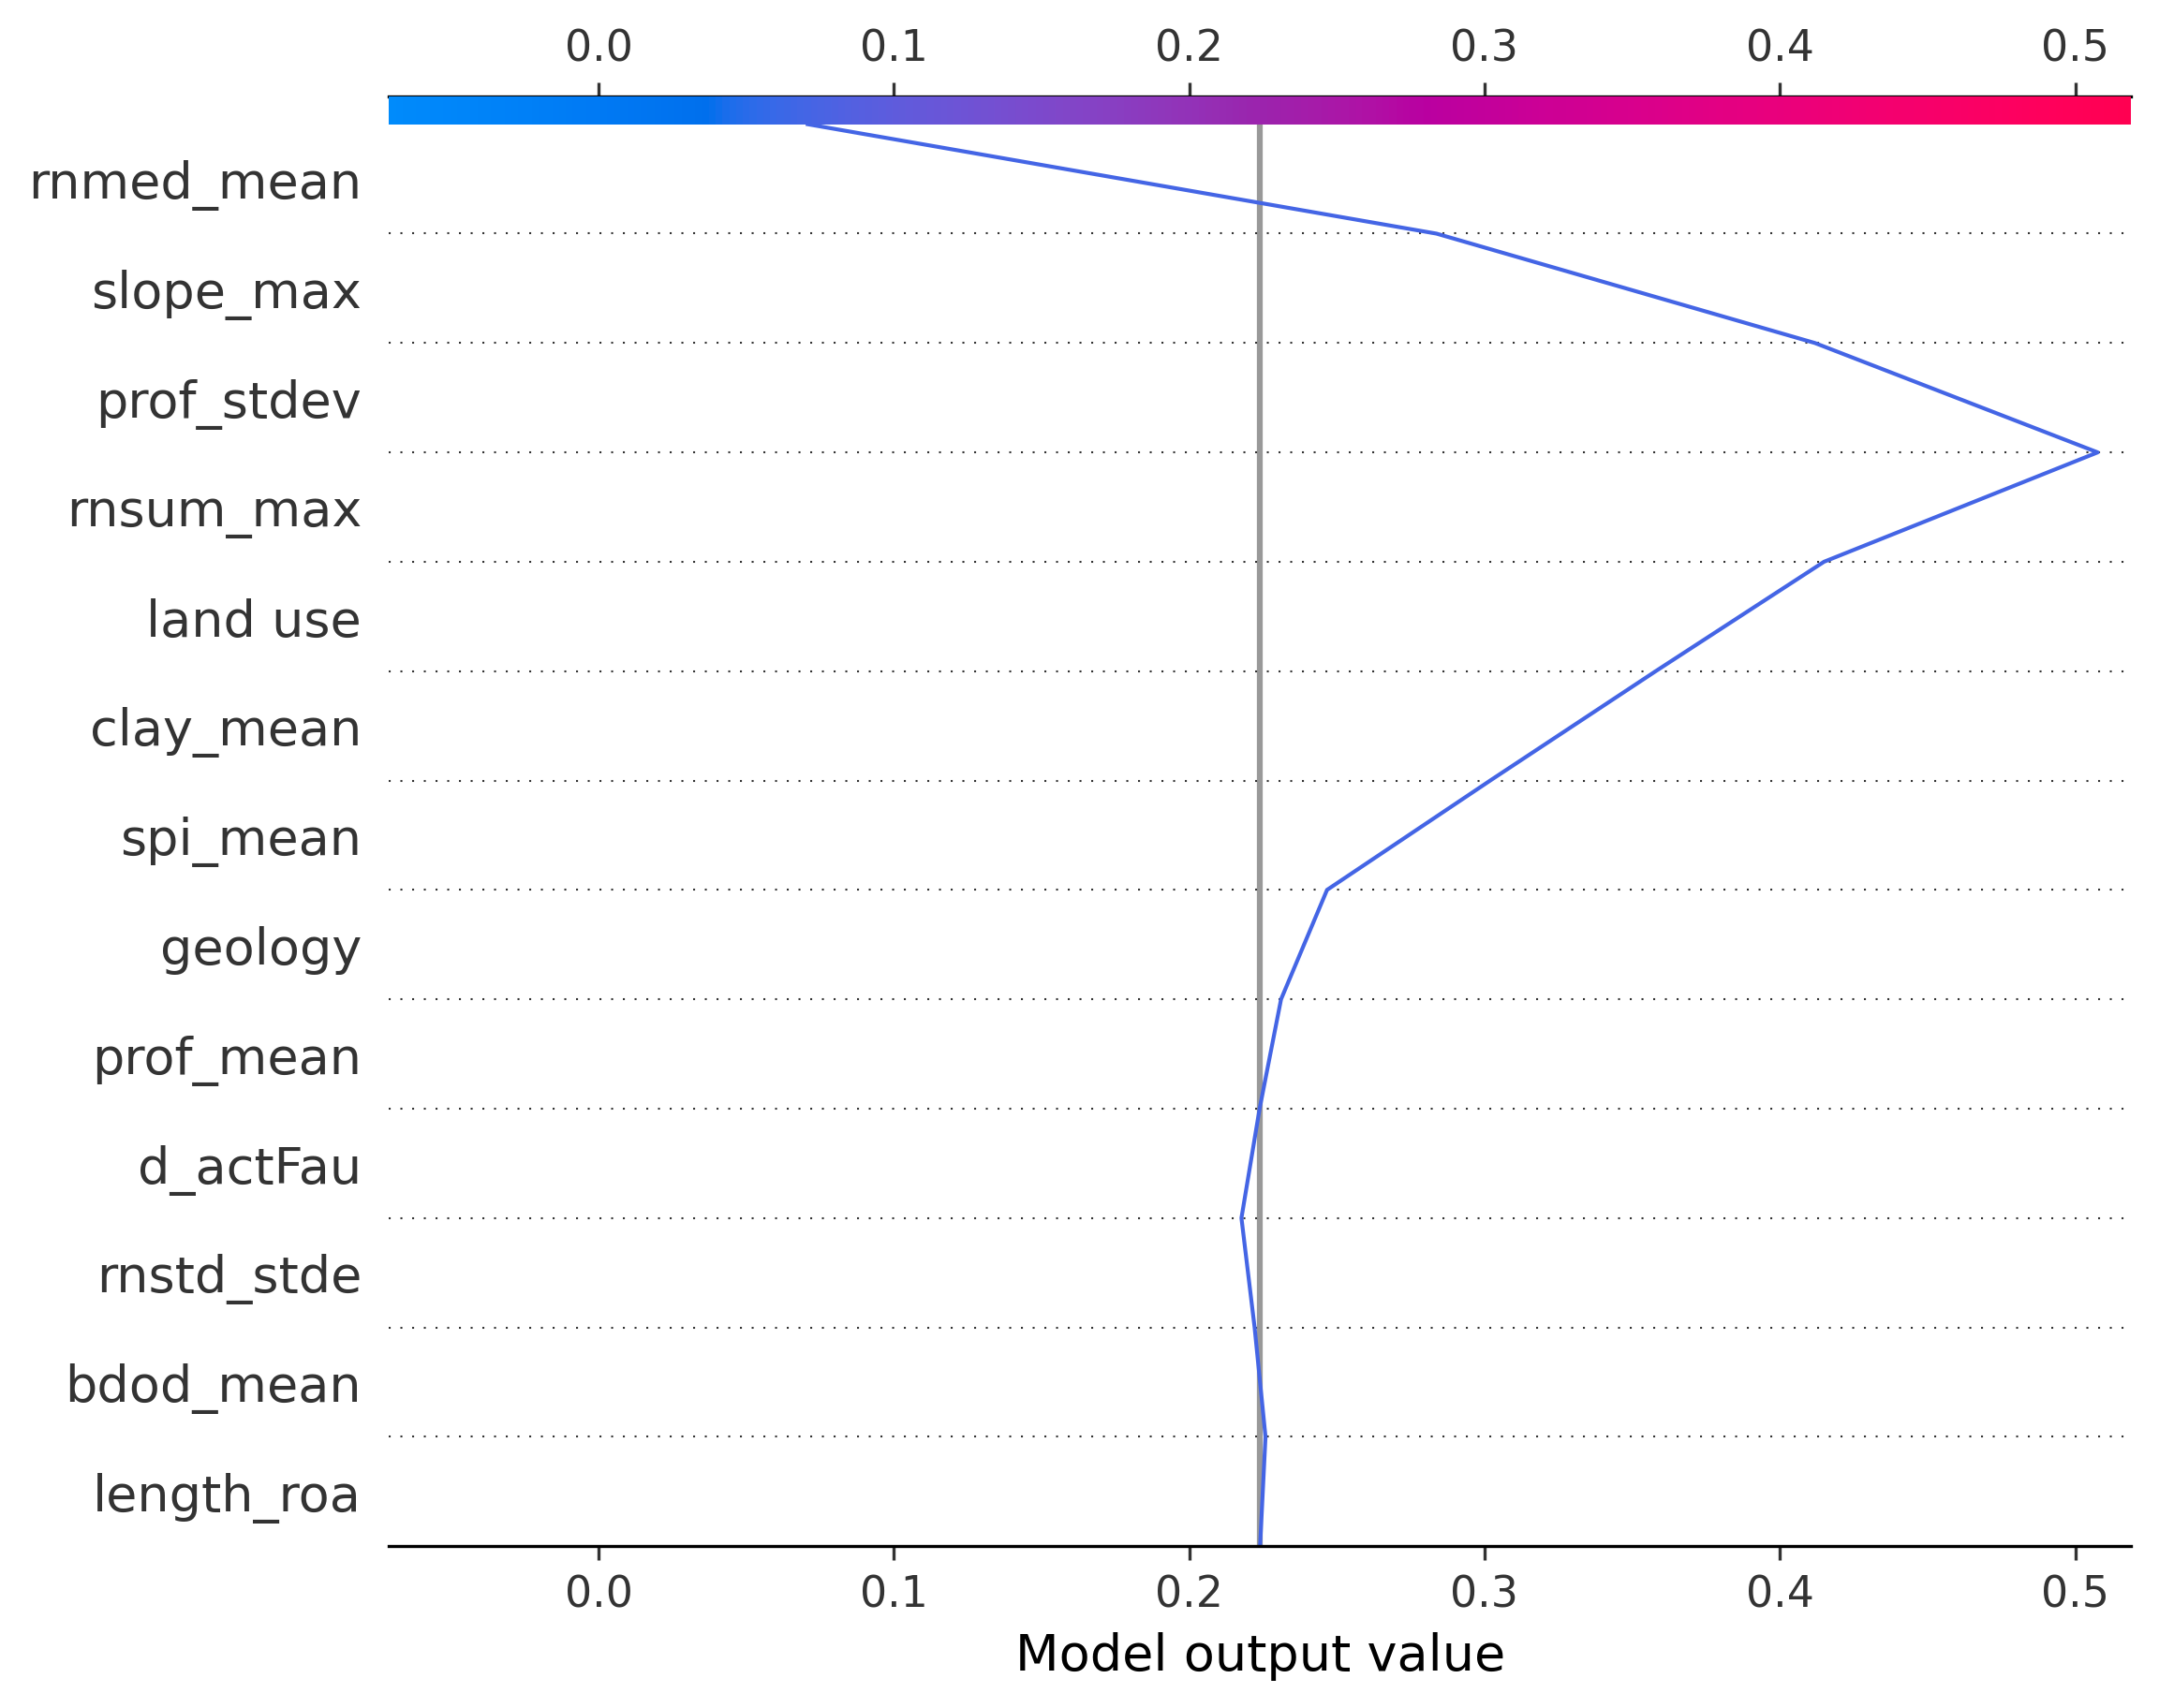 0.0 0.1 0.2 0.3 0.4 0.5
rnmed_mean
slope_max
prof_stdev
rnsum_max
land use
clay_mean
spi_mean
geology
prof_mean
d_actFau
rnstd_stde
bdod_mean
length_roa
0.0 0.1 0.2 0.3 0.4 0.5
Model output value